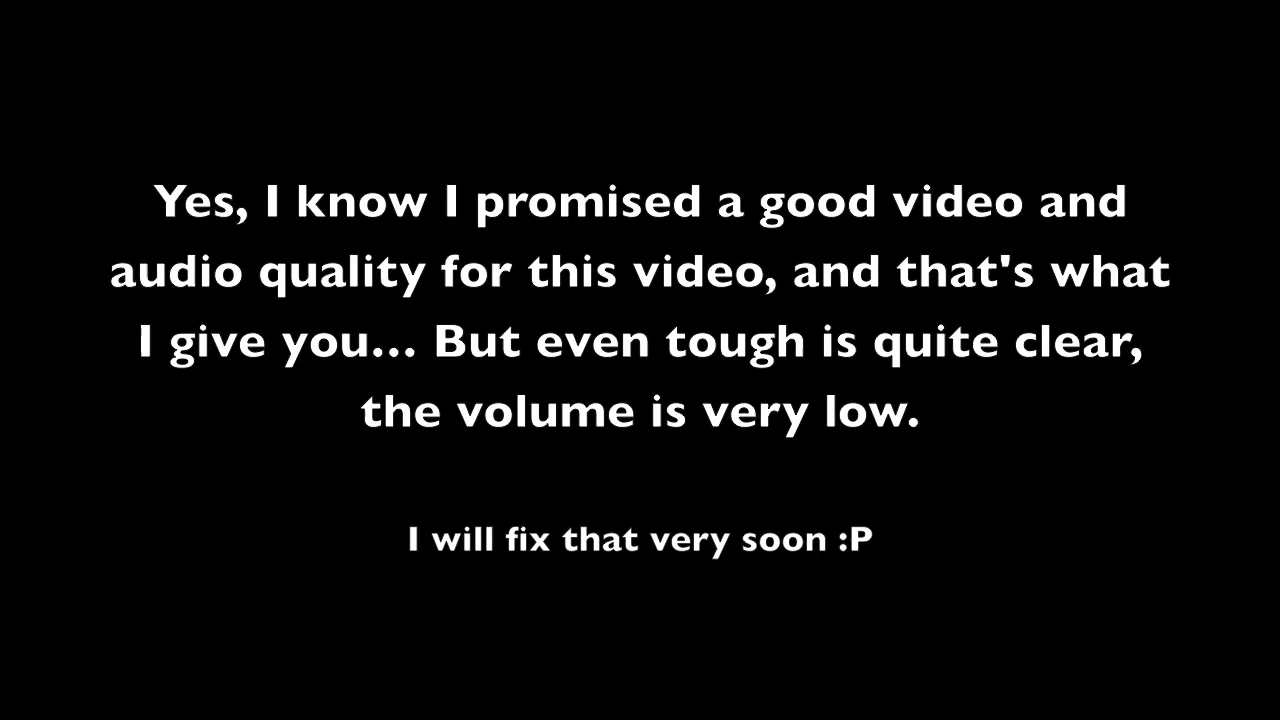 Yes, I know I promised a good video and
audio quality for this video, and that's what
I give you... But even tough is quite clear,
the volume is very low.
I will fix that very soon :P